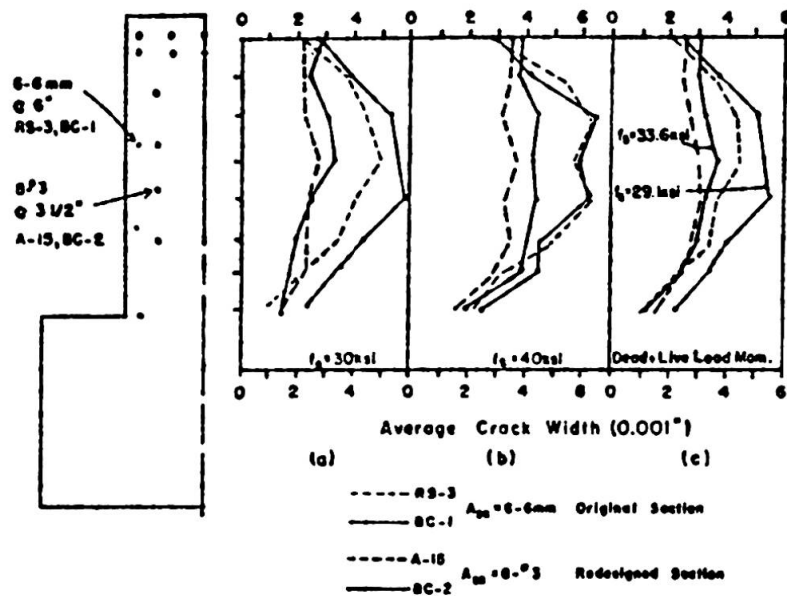 0 2 4 6 0 2 4 6 0 2 4 6
6-6mm
@ 6"
RS-3, BC-1
8#3
@ 3 1/2"
A-15, BC-2
fs=33.6ksi
fs=29.1ksi
fs=30ksi
fs=40ksi
Dead+Live Load Mom.
0 2 4 6 0 2 4 6 0 2 4 6
Average Crack Width (0.001")
(a) (b) (c)
RS-3
BC-1
=6-6mm Original Section
A-15
BC-2
=8-#3 Redesigned Section